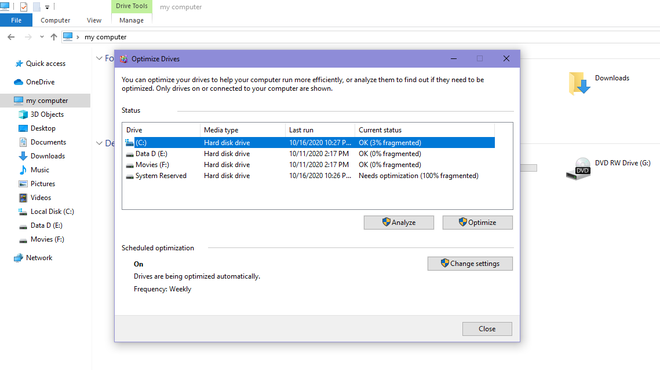 Drive Tools
my computer
File
Computer
View
Manage
my computer
Quick access
OneDrive
my computer
3D Objects
Desktop
Documents
Downloads
Music
Pictures
Videos
Local Disk (C:)
Data D (E:)
Movies (F:)
Network
Fo
De
Downloads
DVD RW Drive (G:)
DVD
Optimize Drives
You can optimize your drives to help your computer run more efficiently, or analyze them to find out if they need to be
optimized. Only drives on or connected to your computer are shown.
Status
Drive Media type Last run Current status
(C:) Hard disk drive 10/16/2020 10:27 P... OK (3% fragmented)
Data D (E:) Hard disk drive 10/11/2020 2:17 PM OK (0% fragmented)
Movies (F:) Hard disk drive 10/11/2020 2:17 PM OK (0% fragmented)
System Reserved Hard disk drive 10/16/2020 10:26 P... Needs optimization (100% fragmented)
Analyze
Optimize
Scheduled optimization
On
Drives are being optimized automatically.
Frequency: Weekly
Change settings
Close